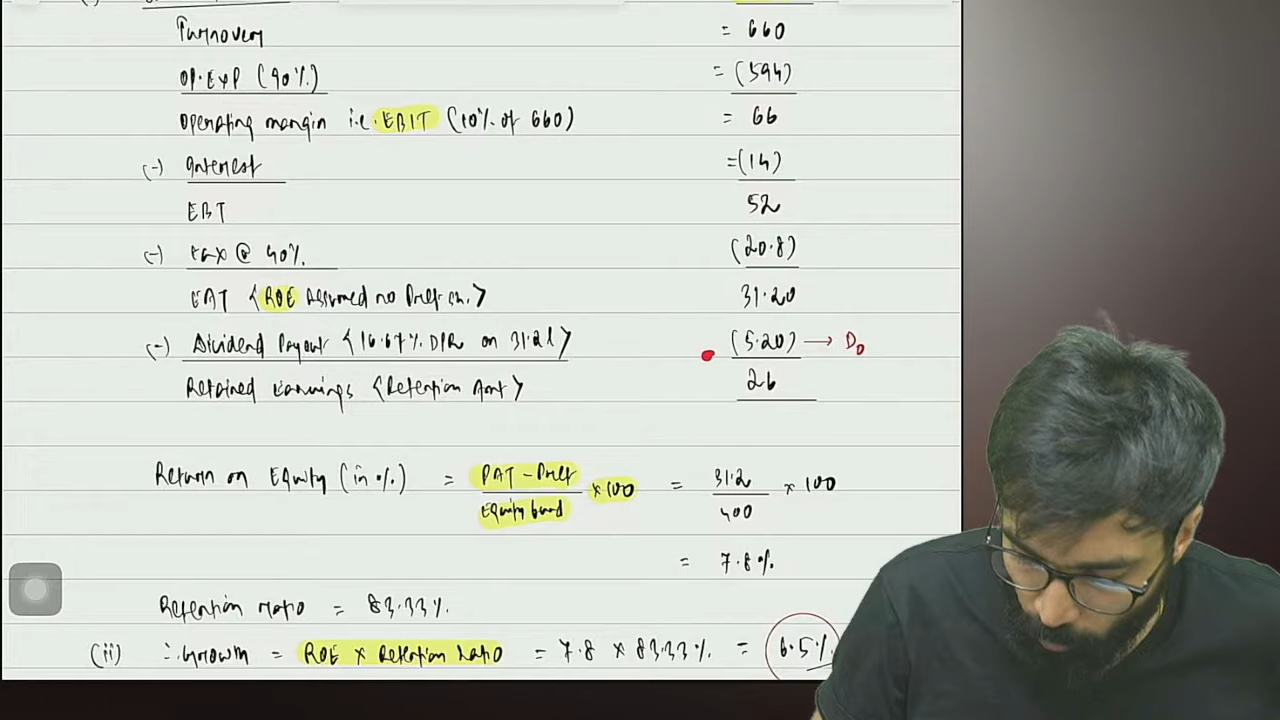 Turnover = 660
OP.EXP (90%) = (594)
Operating margin i.e. EBIT (10% of 660) = 66
(-) Interest = (14)
EBT 52
(-) tax @ 40% (20.8)
EAT <ROE Assumed no Pref sh.> 31.20
(-) Dividend Payout <16.67% DPR on 31.2L> (5.20) → D0
Retained Earnings <Retention Amt> 26
Return on Equity (in %) = PAT - Pref / Equity fund × 100 = 31.2 / 400 × 100
= 7.8%
Retention ratio = 83.33%
(ii) ∴ Growth = ROE × Retention ratio = 7.8 × 83.33% = 6.5%